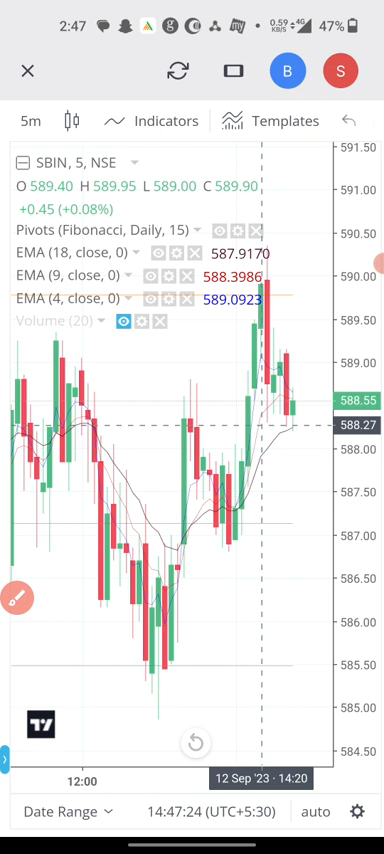 2:47
my
0.59 4G
KB/S
47%
B
S
5m
Indicators
Templates
SBIN, 5, NSE
O 589.40 H 589.95 L 589.00 C 589.90
+0.45 (+0.08%)
Pivots (Fibonacci, Daily, 15)
EMA (18, close, 0) 587.9170
EMA (9, close, 0) 588.3986
EMA (4, close, 0) 589.0923
Volume (20)
591.50
591.00
590.50
590.00
589.50
589.00
588.55
588.27
588.00
587.50
587.00
586.50
586.00
585.50
585.00
584.50
12:00
12 Sep '23 · 14:20
Date Range
14:47:24 (UTC+5:30)
auto